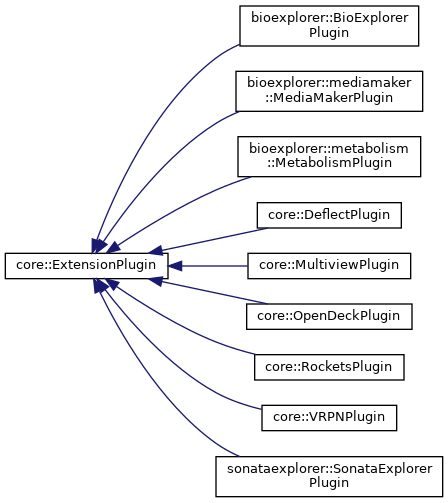 bioexplorer::BioExplorer
Plugin
bioexplorer::mediamaker
::MediaMakerPlugin
bioexplorer::metabolism
::MetabolismPlugin
core::DeflectPlugin
core::ExtensionPlugin
core::MultiviewPlugin
core::OpenDeckPlugin
core::RocketsPlugin
core::VRPNPlugin
sonataexplorer::SonataExplorer
Plugin